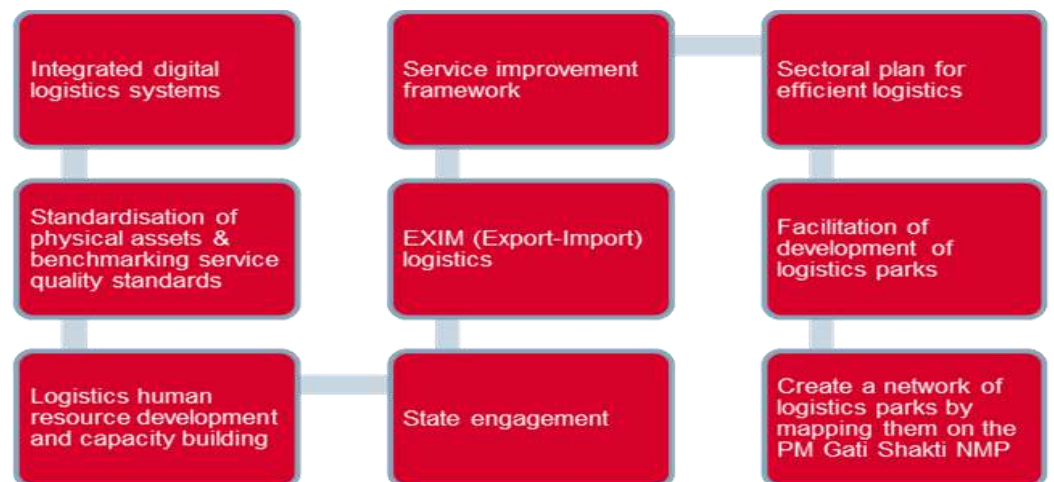 Integrated digital
logistics systems
Standardisation of
physical assets &
benchmarking service
quality standards
Logistics human
resource development
and capacity building
State engagement
EXIM (Export-Import)
logistics
Service improvement
framework
Sectoral plan for
efficient logistics
Facilitation of
development of
logistics parks
Create a network of
logistics parks by
mapping them on the
PM Gati Shakti NMP